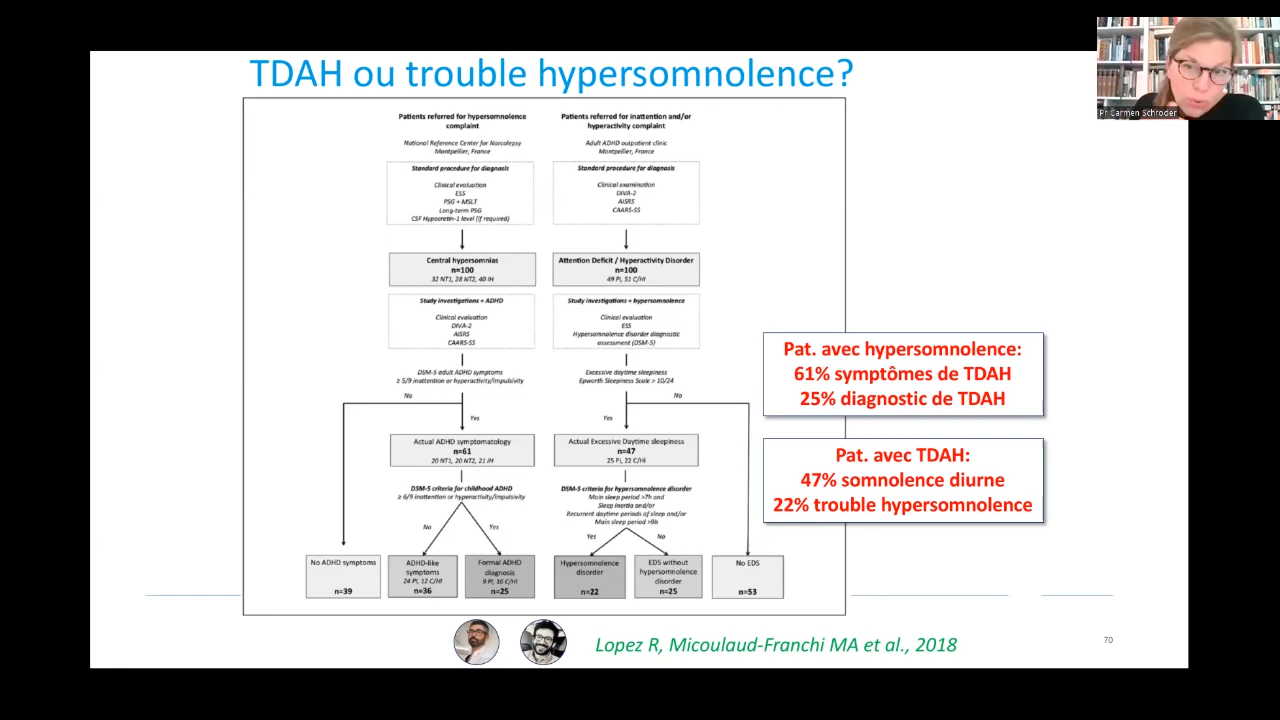 TDAH ou trouble hypersomnolence?
Pr Carmen Schroder
Patients referred for hypersomnolence
complaint
National Reference Center for Narcolepsy
Montpellier, France
Standard procedure for diagnosis
Clinical evaluation
ESS
PSG + MSLT
Long-term PSG
CSF Hypocretin-1 level (if required)
Central hypersomnias
n=100
32 NT1, 28 NT2, 40 IH
Study investigations = ADHD
Clinical evaluation
DIVA-2
AISRS
CAARS-SS
DSM-5 adult ADHD symptoms
≥ 5/9 inattention or hyperactivity/impulsivity
No
Yes
Actual ADHD symptomatology
n=61
20 NT1, 20 NT2, 21 IH
DSM-5 criteria for childhood ADHD
≥ 6/9 inattention or hyperactivity/impulsivity
No
Yes
No ADHD symptoms
n=39
ADHD-like
symptoms
24 PI, 12 C/HI
n=36
Formal ADHD
diagnosis
9 PI, 16 C/HI
n=25
Patients referred for inattention and/or
hyperactivity complaint
Adult ADHD outpatient clinic
Montpellier, France
Standard procedure for diagnosis
Clinical examination
DIVA-2
AISRS
CAARS-SS
Attention Deficit / Hyperactivity Disorder
n=100
49 PI, 51 C/HI
Study investigations = hypersomnolence
Clinical evaluation
ESS
Hypersomnolence disorder diagnostic
assessment (DSM-5)
Excessive daytime sleepiness
Epworth Sleepiness Scale > 10/24
No
Yes
Actual Excessive Daytime sleepiness
n=47
25 PI, 22 C/HI
DSM-5 criteria for hypersomnolence disorder
Main sleep period >7h and
Sleep Inertia and/or
Recurrent daytime periods of sleep and/or
Main sleep period >9h
Yes
No
Hypersomnolence
disorder
n=22
EDS without
hypersomnolence
disorder
n=25
No EDS
n=53
Pat. avec hypersomnolence:
61% symptômes de TDAH
25% diagnostic de TDAH
Pat. avec TDAH:
47% somnolence diurne
22% trouble hypersomnolence
Lopez R, Micoulaud-Franchi MA et al., 2018
70